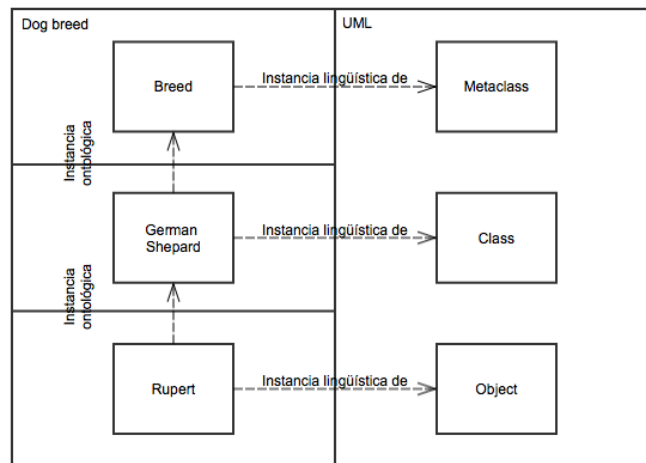 Dog breed
UML
Breed
Instancia lingüística de
Metaclass
Instancia
ontológica
German
Shepard
Instancia lingüística de
Class
Instancia
ontológica
Rupert
Instancia lingüística de
Object